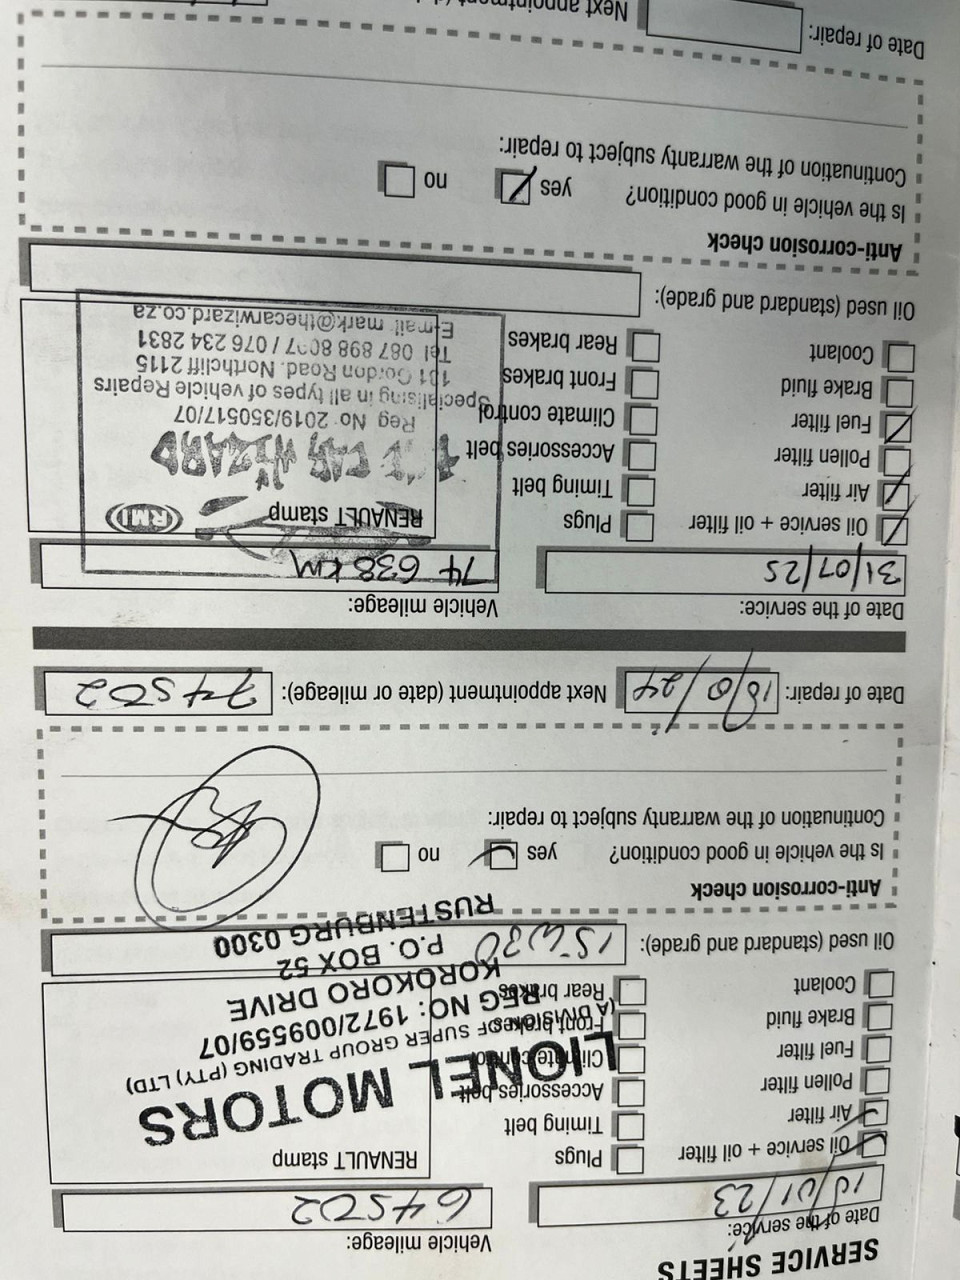 SERVICE SHEETS
Date of the service:
Vehicle mileage:
10/01/23
64502
Oil service + oil filter
Air filter
Pollen filter
Fuel filter
Brake fluid
Coolant
Plugs
Timing belt
Accessories belt
Climate control
Front brakes
Rear brakes
RENAULT stamp
LIONEL MOTORS
(A DIVISION OF SUPER GROUP TRADING (PTY) LTD)
REG NO: 1972/009559/07
KOROKORO DRIVE
P.O. BOX 52
RUSTENBURG 0300
Oil used (standard and grade):
15W30
Anti-corrosion check
Is the vehicle in good condition? yes no
Continuation of the warranty subject to repair:
Date of repair:
Next appointment (date or mileage): 74502
Date of the service:
Vehicle mileage:
31/07/25
74 638 km
Oil service + oil filter
Air filter
Pollen filter
Fuel filter
Brake fluid
Coolant
Plugs
Timing belt
Accessories belt
Climate control
Front brakes
Rear brakes
RENAULT stamp
RMI
THE CAR WIZARD
Reg No: 2019/350517/07
Specialising in all types of vehicle Repairs
Gordon Road. Northcliff 2115
Tel 087 898 / 076 234 2831
E-mail mark@thecarwizard.co.za
Oil used (standard and grade):
Anti-corrosion check
Is the vehicle in good condition? yes no
Continuation of the warranty subject to repair:
Date of repair:
Next appointment